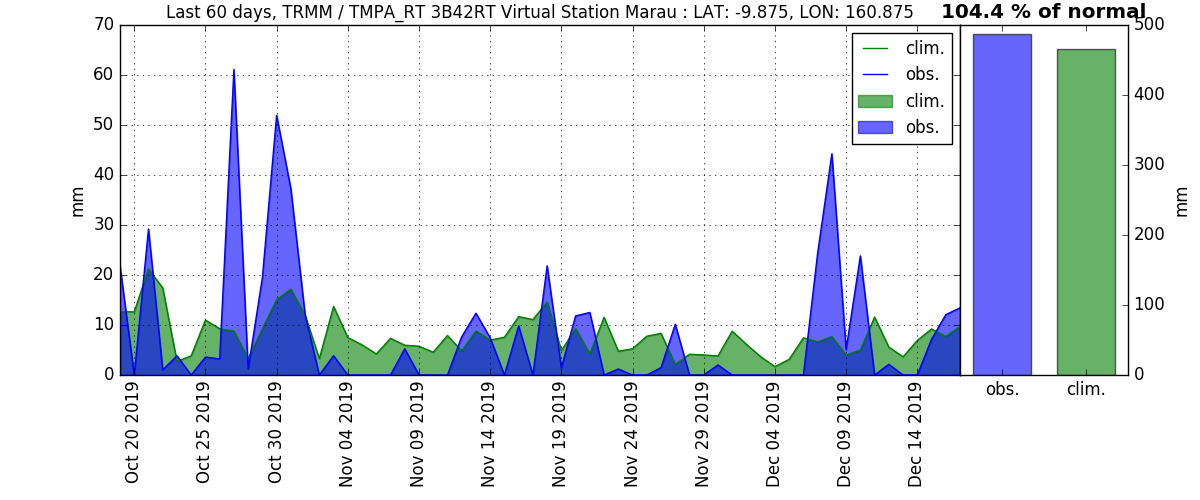 Last 60 days, TRMM / TMPA_RT 3B42RT Virtual Station Marau : LAT: -9.875, LON: 160.875
104.4 % of normal
70
60
50
40
30
20
10
0
mm
clim.
obs.
clim.
obs.
Oct 20 2019
Oct 25 2019
Oct 30 2019
Nov 04 2019
Nov 09 2019
Nov 14 2019
Nov 19 2019
Nov 24 2019
Nov 29 2019
Dec 04 2019
Dec 09 2019
Dec 14 2019
500
400
300
200
100
0
mm
obs.
clim.